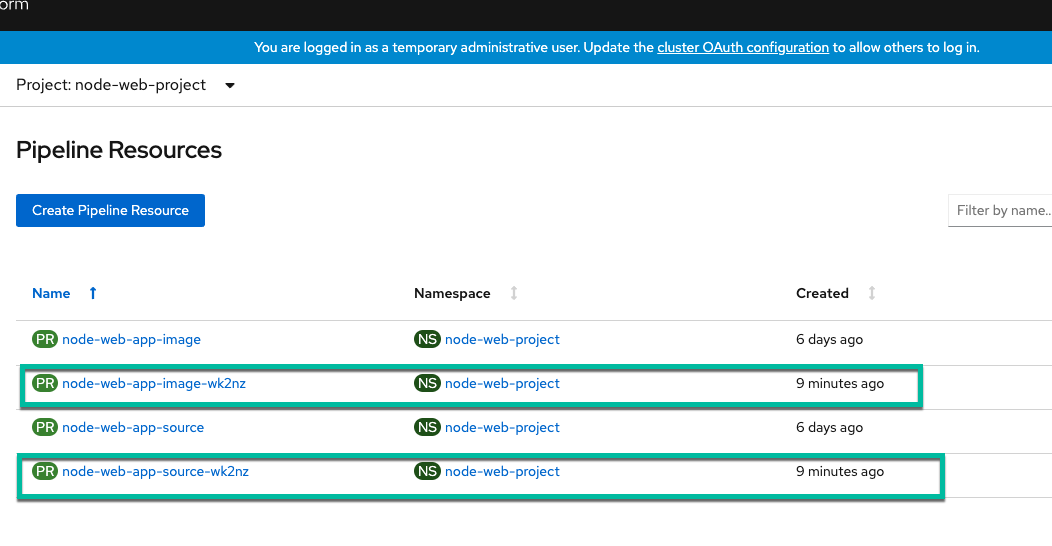 orm
You are logged in as a temporary administrative user. Update the cluster OAuth configuration to allow others to log in.
Project: node-web-project
Pipeline Resources
Create Pipeline Resource
Filter by name..
Name Namespace Created
PR node-web-app-image NS node-web-project 6 days ago
PR node-web-app-image-wk2nz NS node-web-project 9 minutes ago
PR node-web-app-source NS node-web-project 6 days ago
PR node-web-app-source-wk2nz NS node-web-project 9 minutes ago